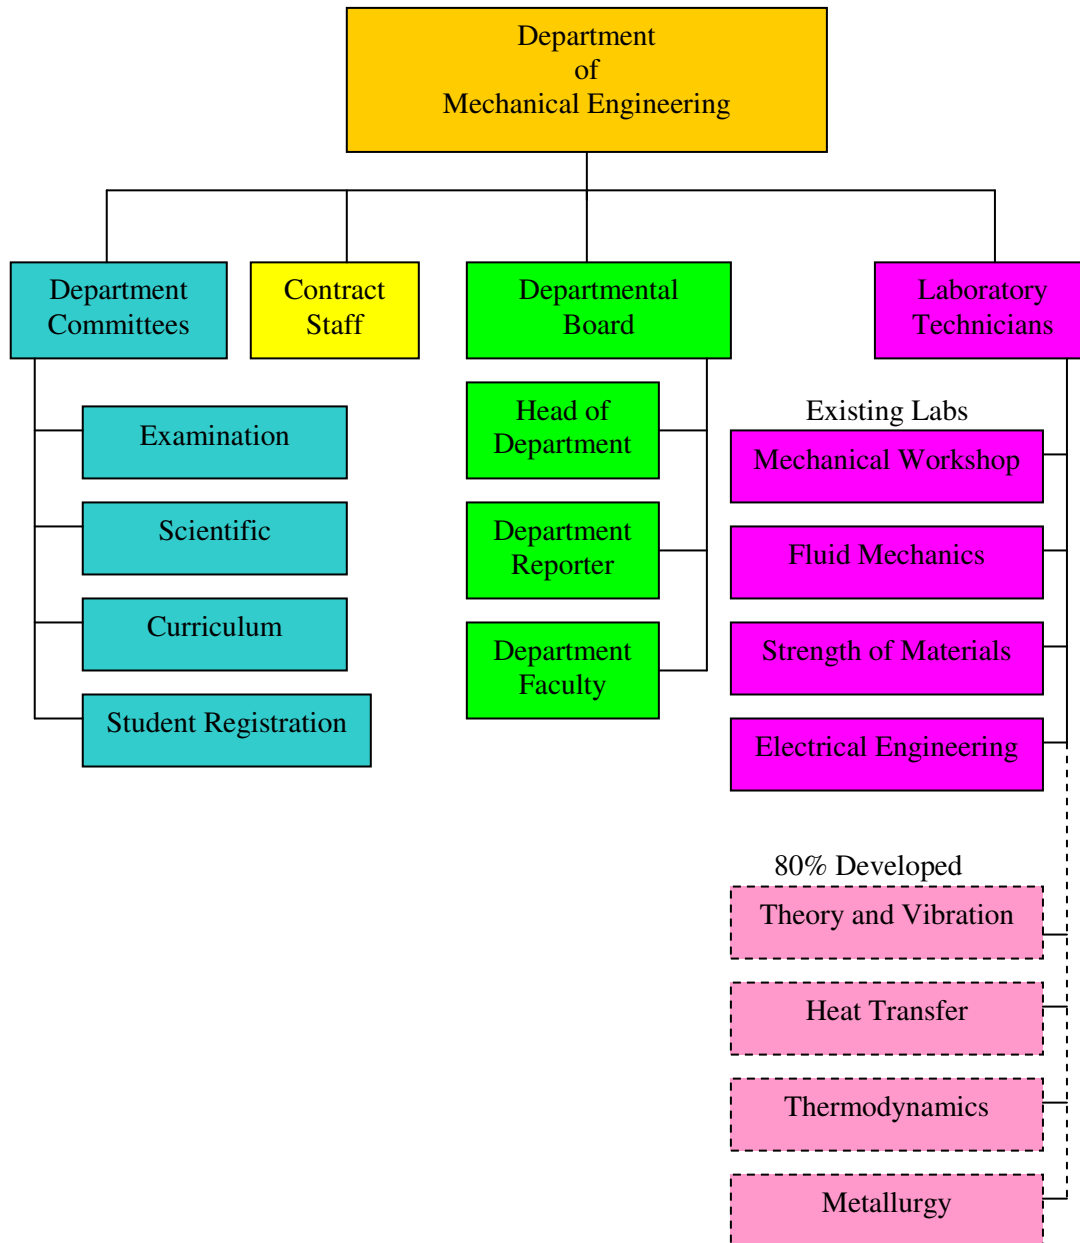 Department
of
Mechanical Engineering
Department
Committees
Contract
Staff
Departmental
Board
Laboratory
Technicians
Examination
Scientific
Curriculum
Student Registration
Head of
Department
Department
Reporter
Department
Faculty
Existing Labs
Mechanical Workshop
Fluid Mechanics
Strength of Materials
Electrical Engineering
80% Developed
Theory and Vibration
Heat Transfer
Thermodynamics
Metallurgy